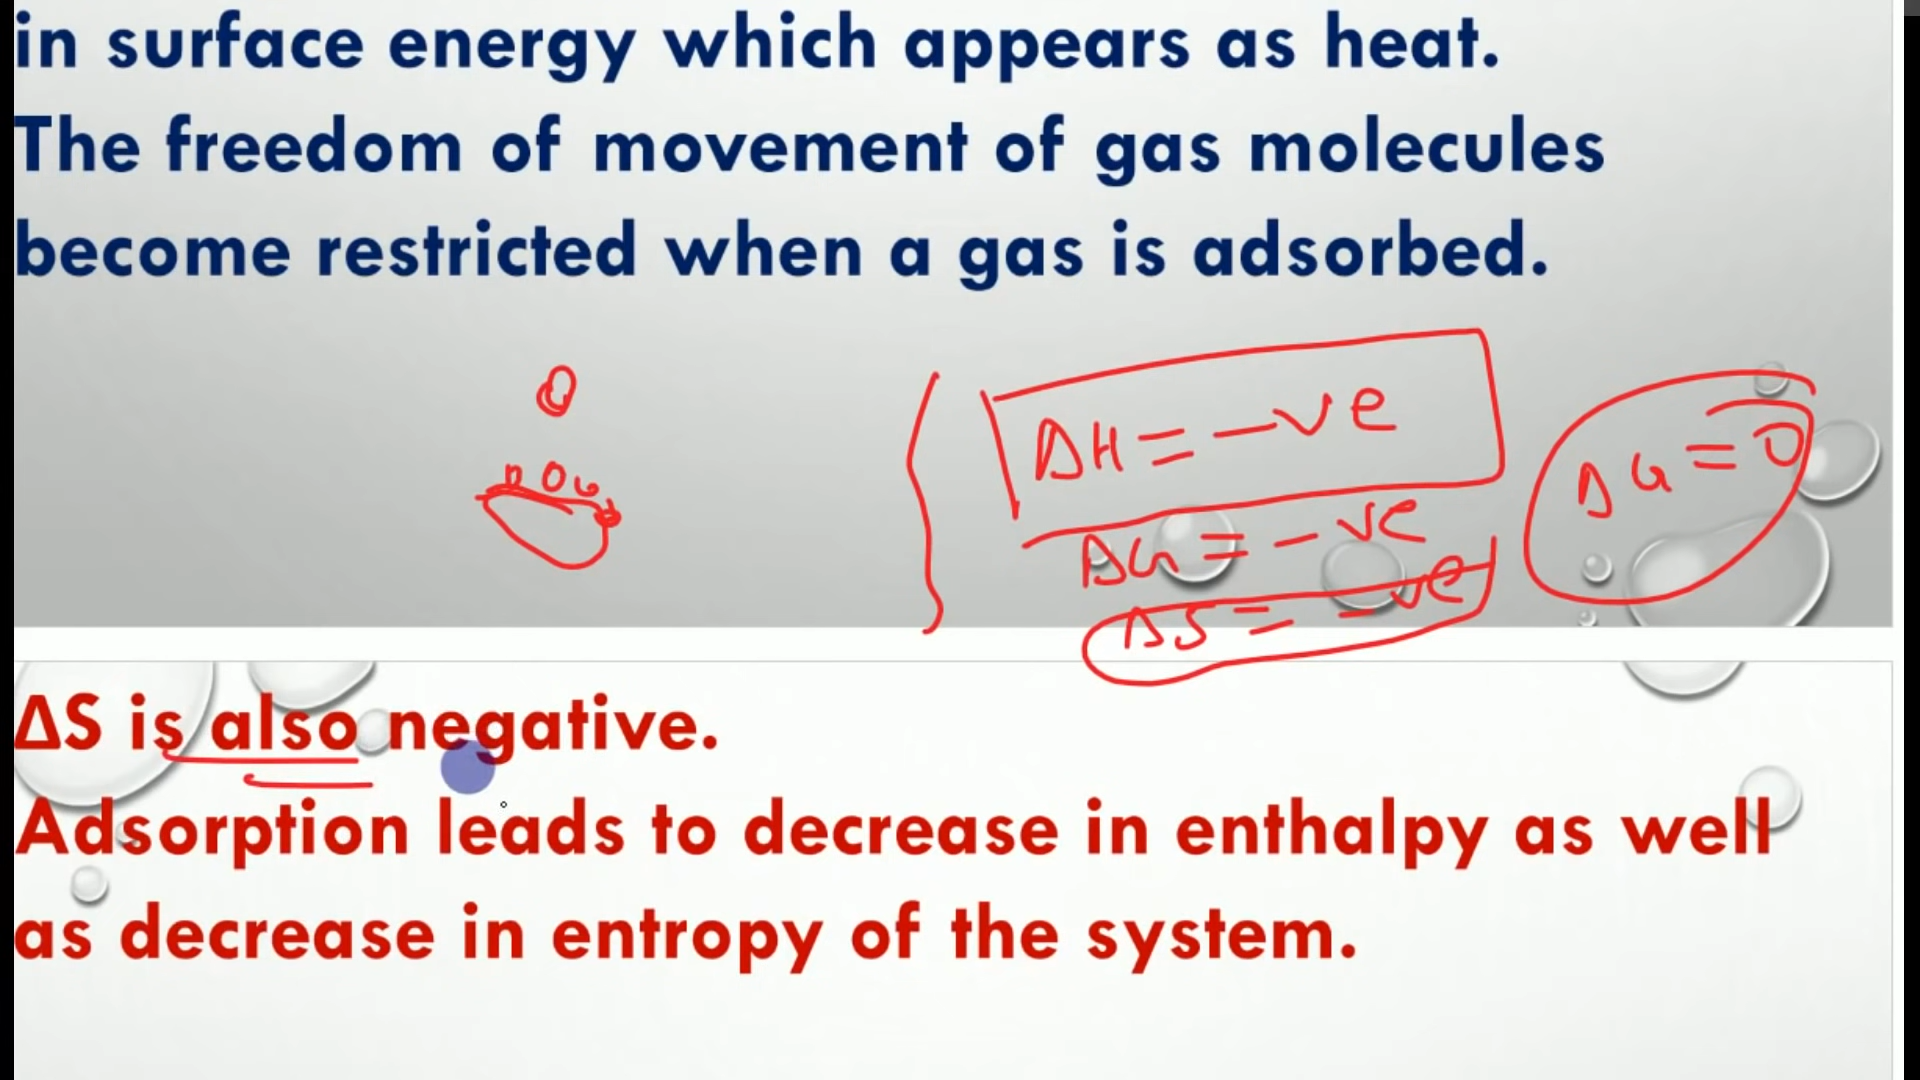 in surface energy which appears as heat.
The freedom of movement of gas molecules
become restricted when a gas is adsorbed.
ΔH = -ve
ΔG = 0
ΔG = -ve
ΔS = -ve
ΔS is also negative.
Adsorption leads to decrease in enthalpy as well
as decrease in entropy of the system.